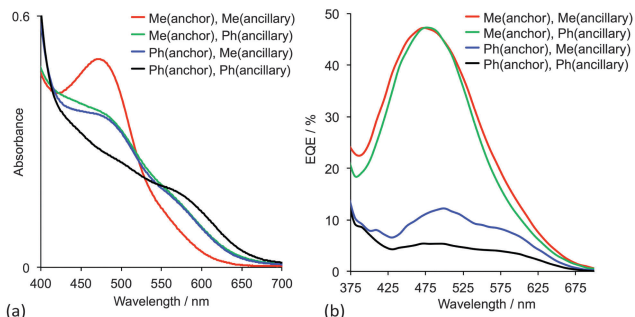 0.6
Me(anchor), Me(ancillary)
Me(anchor), Ph(ancillary)
Ph(anchor), Me(ancillary)
Ph(anchor), Ph(ancillary)
Absorbance
0
400 450 500 550 600 650 700
Wavelength / nm
(a)
50
40
30
20
10
0
Me(anchor), Me(ancillary)
Me(anchor), Ph(ancillary)
Ph(anchor), Me(ancillary)
Ph(anchor), Ph(ancillary)
EQE / %
375 425 475 525 575 625 675
Wavelength / nm
(b)